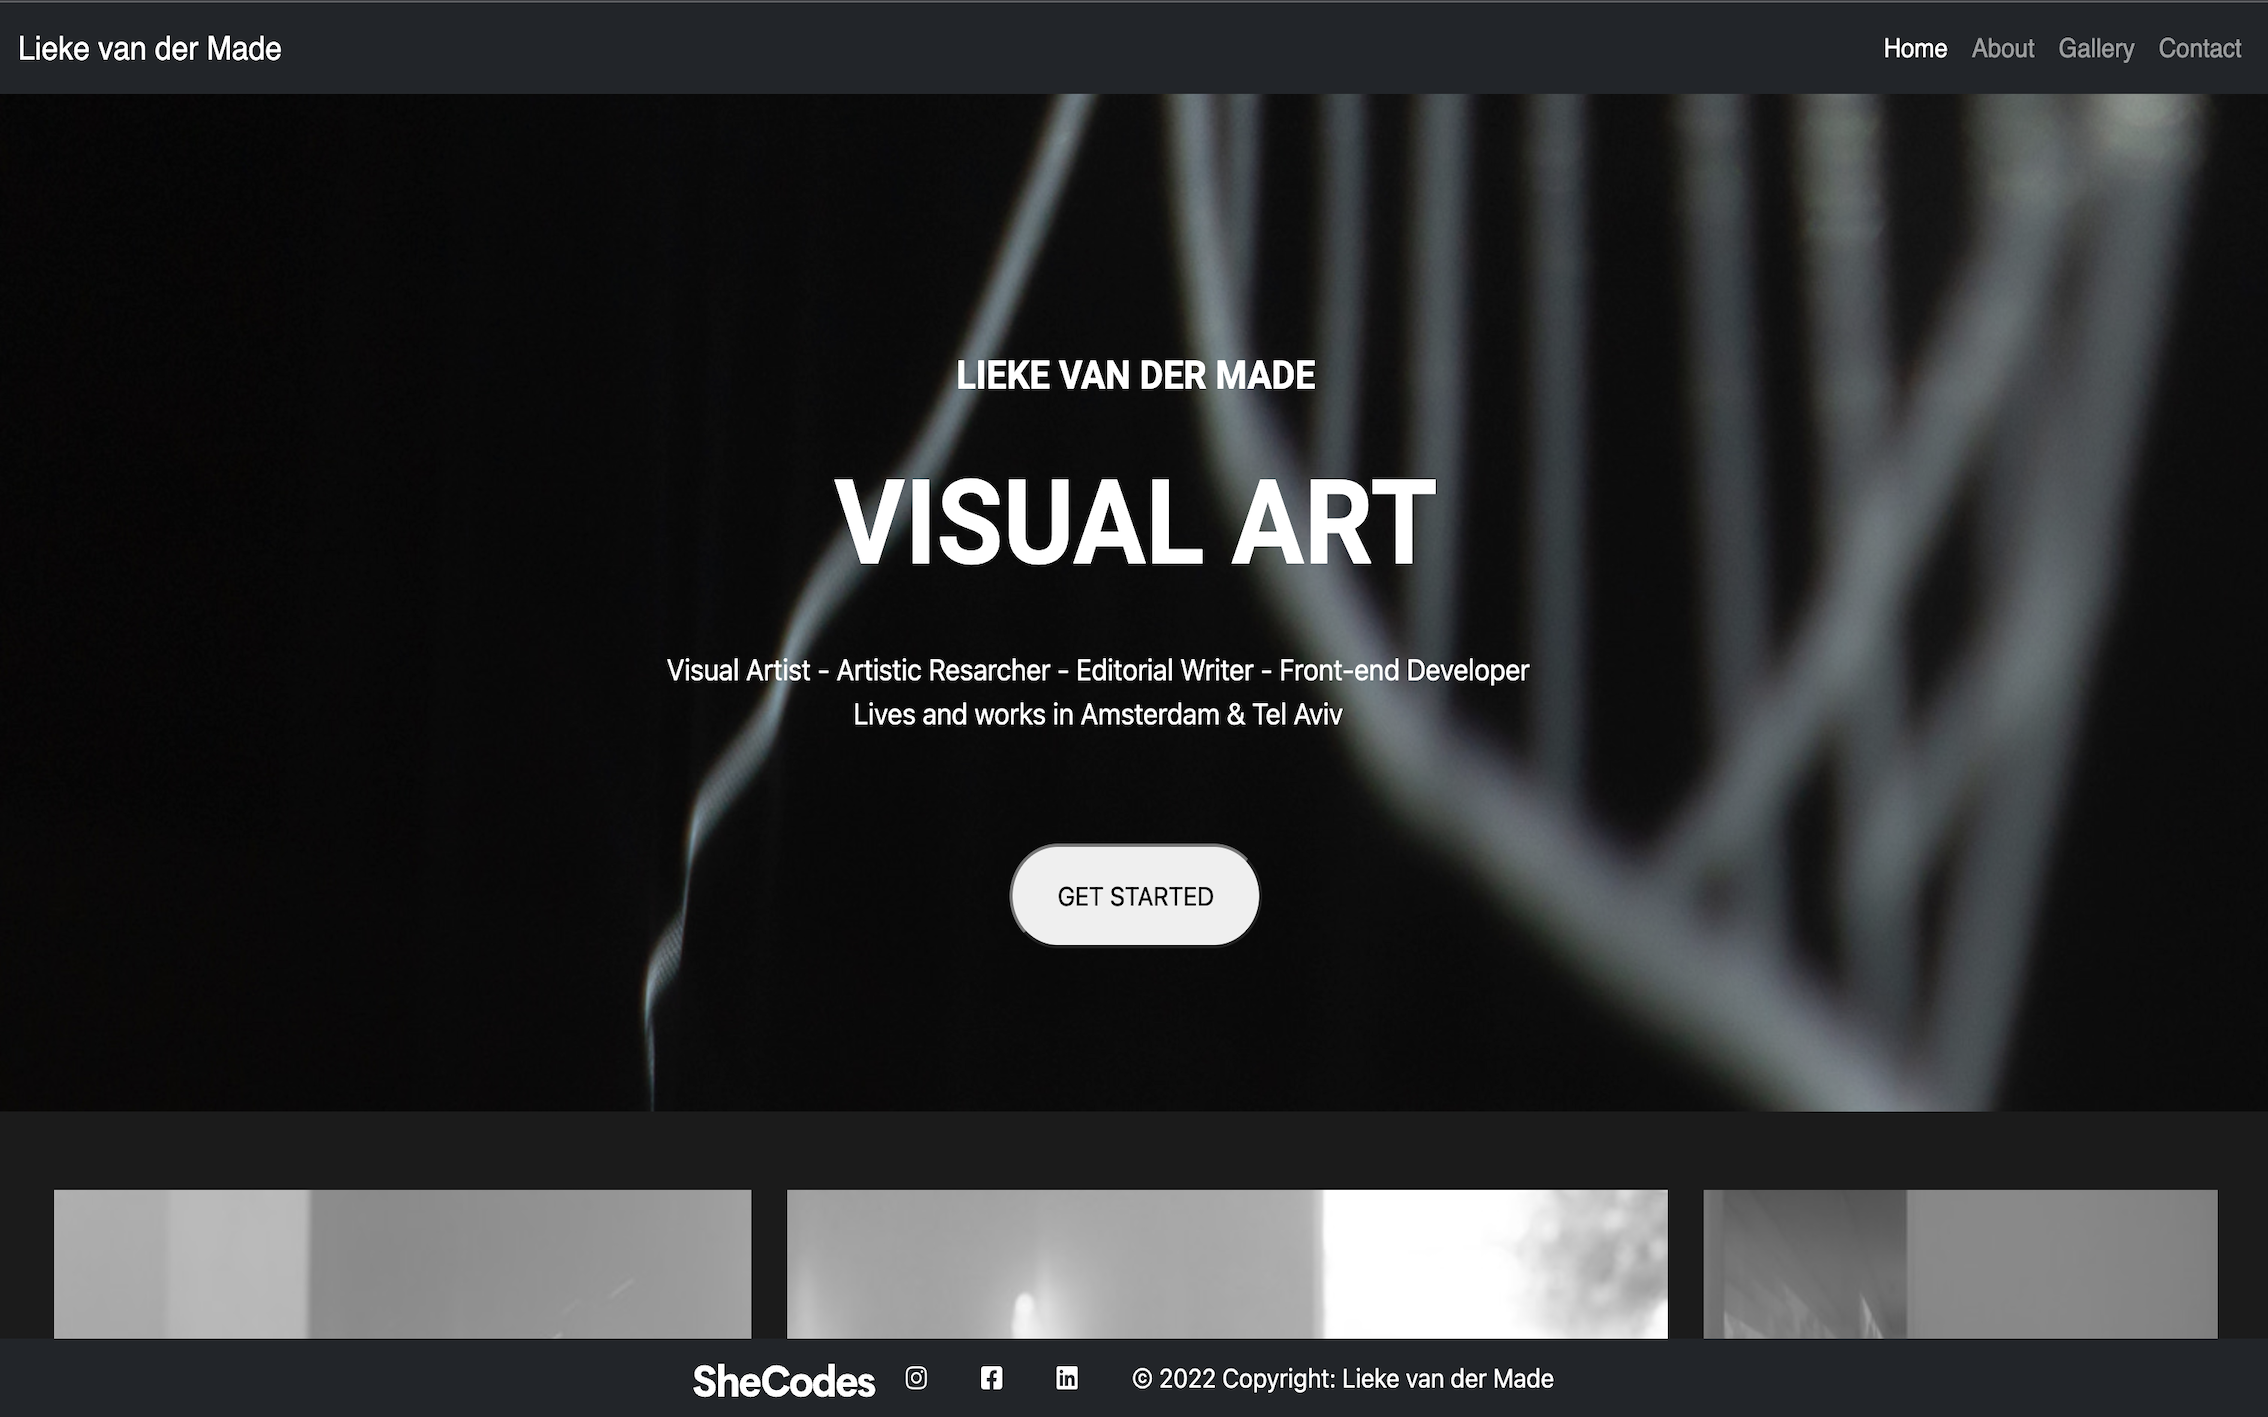 Lieke van der Made
Home About Gallery Contact
LIEKE VAN DER MADE
VISUAL ART
Visual Artist - Artistic Resarcher - Editorial Writer - Front-end Developer
Lives and works in Amsterdam & Tel Aviv
GET STARTED
SheCodes © 2022 Copyright: Lieke van der Made